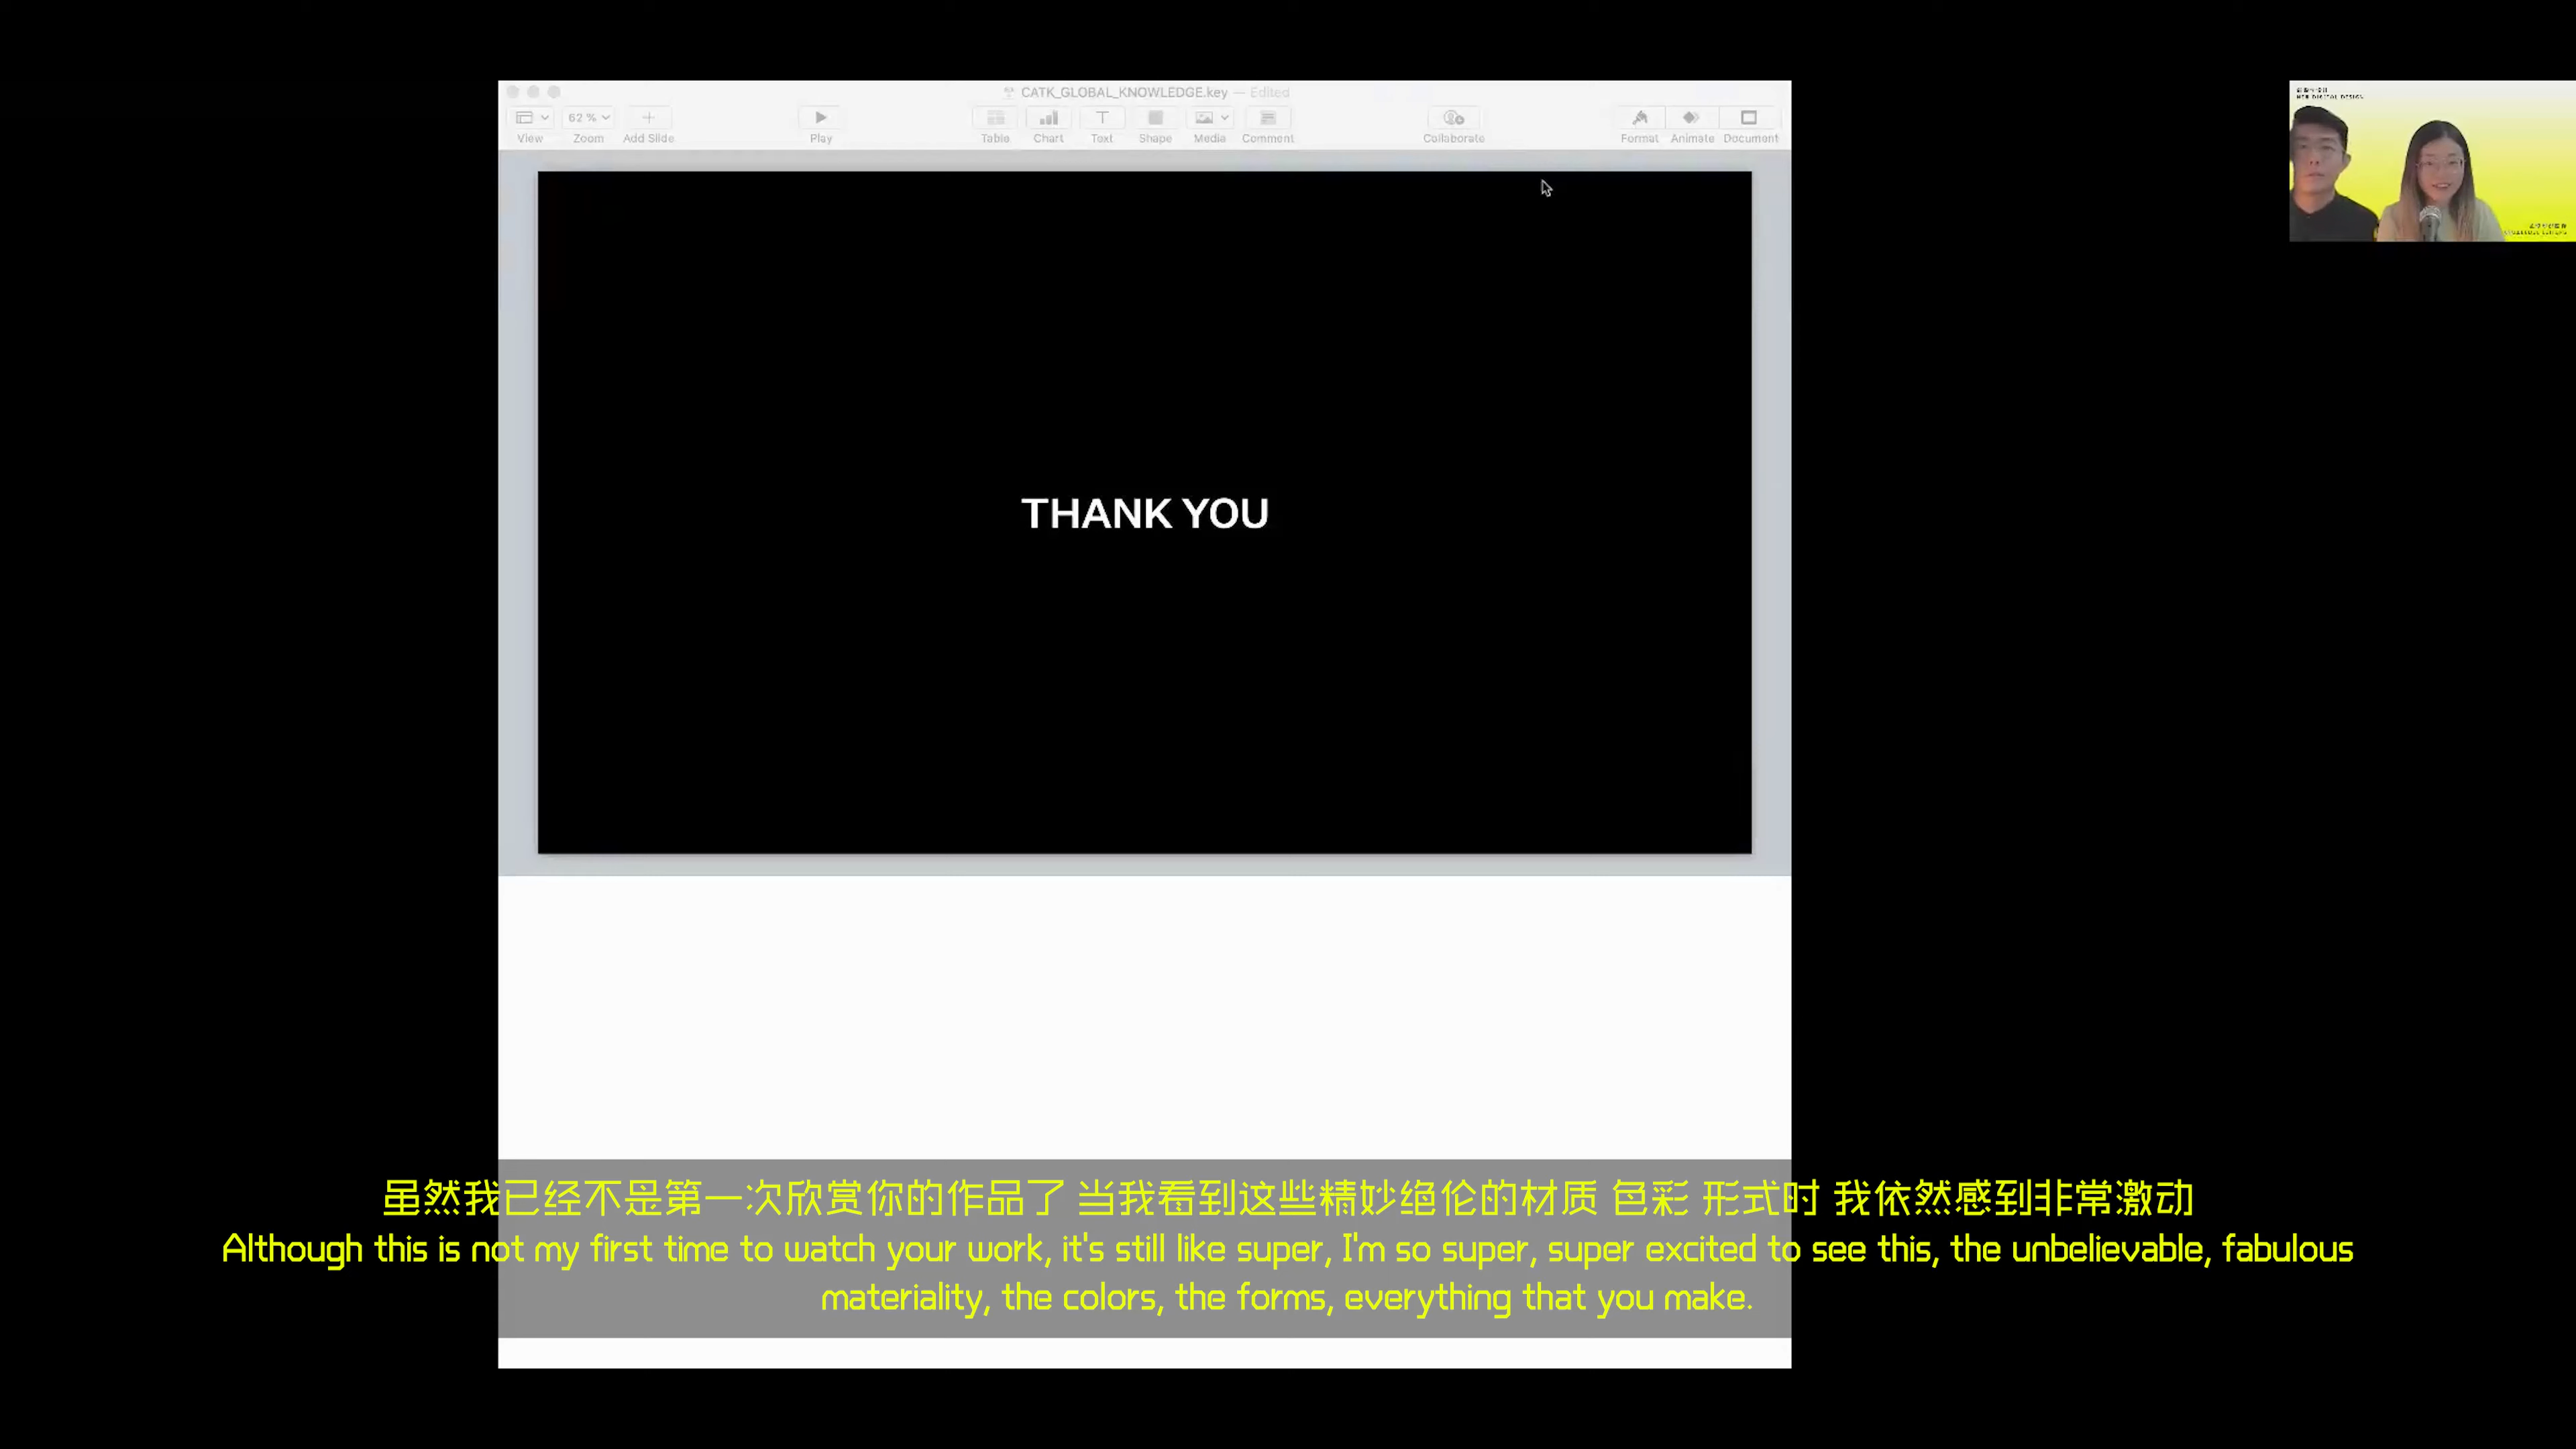 CATK_GLOBAL_KNOWLEDGE.key — Edited
62 %
View
Zoom
Add Slide
Play
Table
Chart
Text
Shape
Media
Comment
Collaborate
Format
Animate
Document
NEW DIGITAL DESIGN
THANK YOU
虽然我已经不是第一次欣赏你的作品了 当我看到这些精妙绝伦的材质 色彩 形式时 我依然感到非常激动
Although this is not my first time to watch your work, it's still like super, I'm so super, super excited to see this, the unbelievable, fabulous
materiality, the colors, the forms, everything that you make.